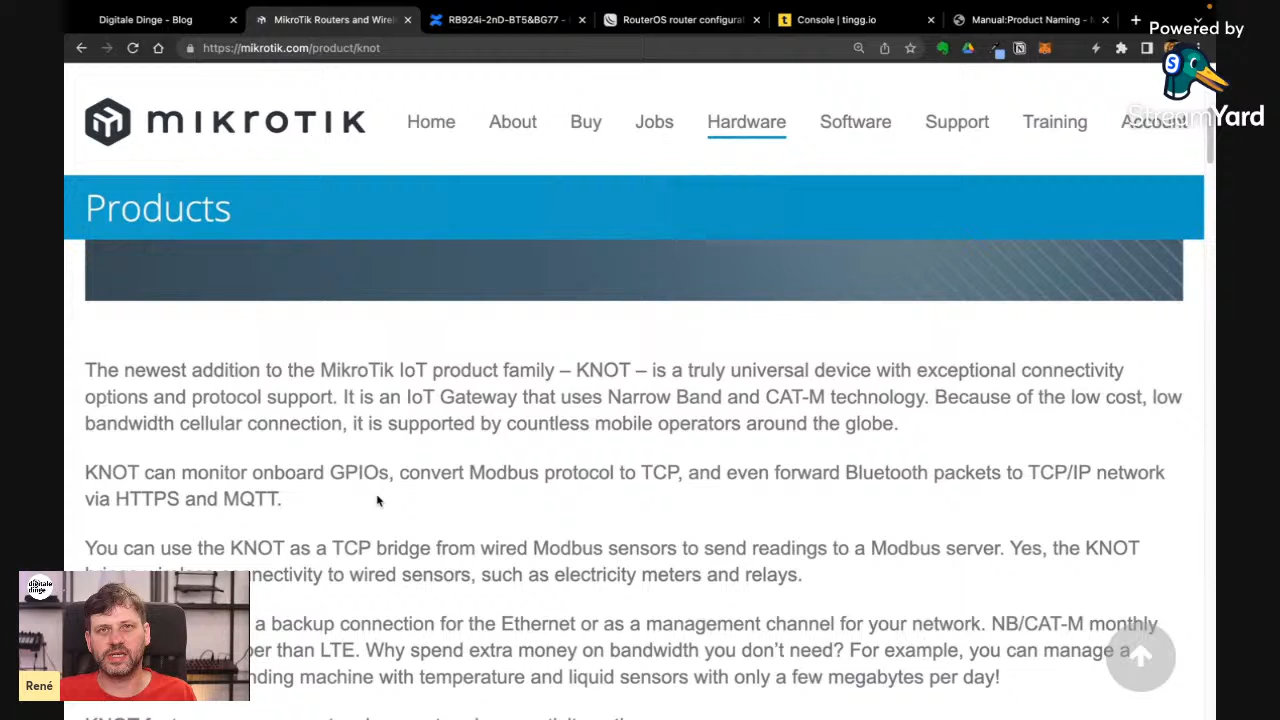 Digitale Dinge - Blog
MikroTik Routers and Wirel
RB924i-2nD-BT5&BG77 -
RouterOS router configurat
Console | tingg.io
Manual:Product Naming - M
Powered by
https://mikrotik.com/product/knot
S
StreamYard
MikroTik
Home
About
Buy
Jobs
Hardware
Software
Support
Training
Account
Products
The newest addition to the MikroTik IoT product family – KNOT – is a truly universal device with exceptional connectivity
options and protocol support. It is an IoT Gateway that uses Narrow Band and CAT-M technology. Because of the low cost, low
bandwidth cellular connection, it is supported by countless mobile operators around the globe.
KNOT can monitor onboard GPIOs, convert Modbus protocol to TCP, and even forward Bluetooth packets to TCP/IP network
via HTTPS and MQTT.
You can use the KNOT as a TCP bridge from wired Modbus sensors to send readings to a Modbus server. Yes, the KNOT
nectivity to wired sensors, such as electricity meters and relays.
a backup connection for the Ethernet or as a management channel for your network. NB/CAT-M monthly
per than LTE. Why spend extra money on bandwidth you don’t need? For example, you can manage a
nding machine with temperature and liquid sensors with only a few megabytes per day!
digitale
dinge
René